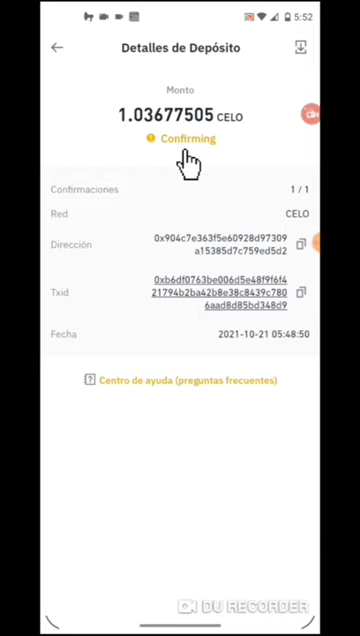 5:52
Detalles de Depósito
Monto
1.03677505 CELO
Confirming
Confirmaciones 1 / 1
Red CELO
Dirección 0x904c7e363f5e60928d97309
a15385d7c759ed5d2
Txid 0xb6df0763be006d5e48f9f6f4
21794b2ba42b8e38c8439c780
6aad8d85bd348d9
Fecha 2021-10-21 05:48:50
Centro de ayuda (preguntas frecuentes)
DU RECORDER